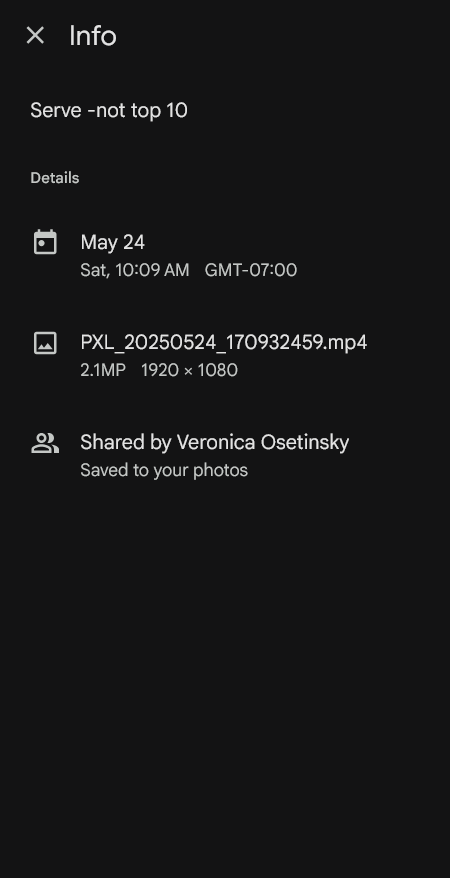 Info
Serve -not top 10
Details
May 24
Sat, 10:09 AM GMT-07:00
PXL_20250524_170932459.mp4
2.1MP 1920 × 1080
Shared by Veronica Osetinsky
Saved to your photos